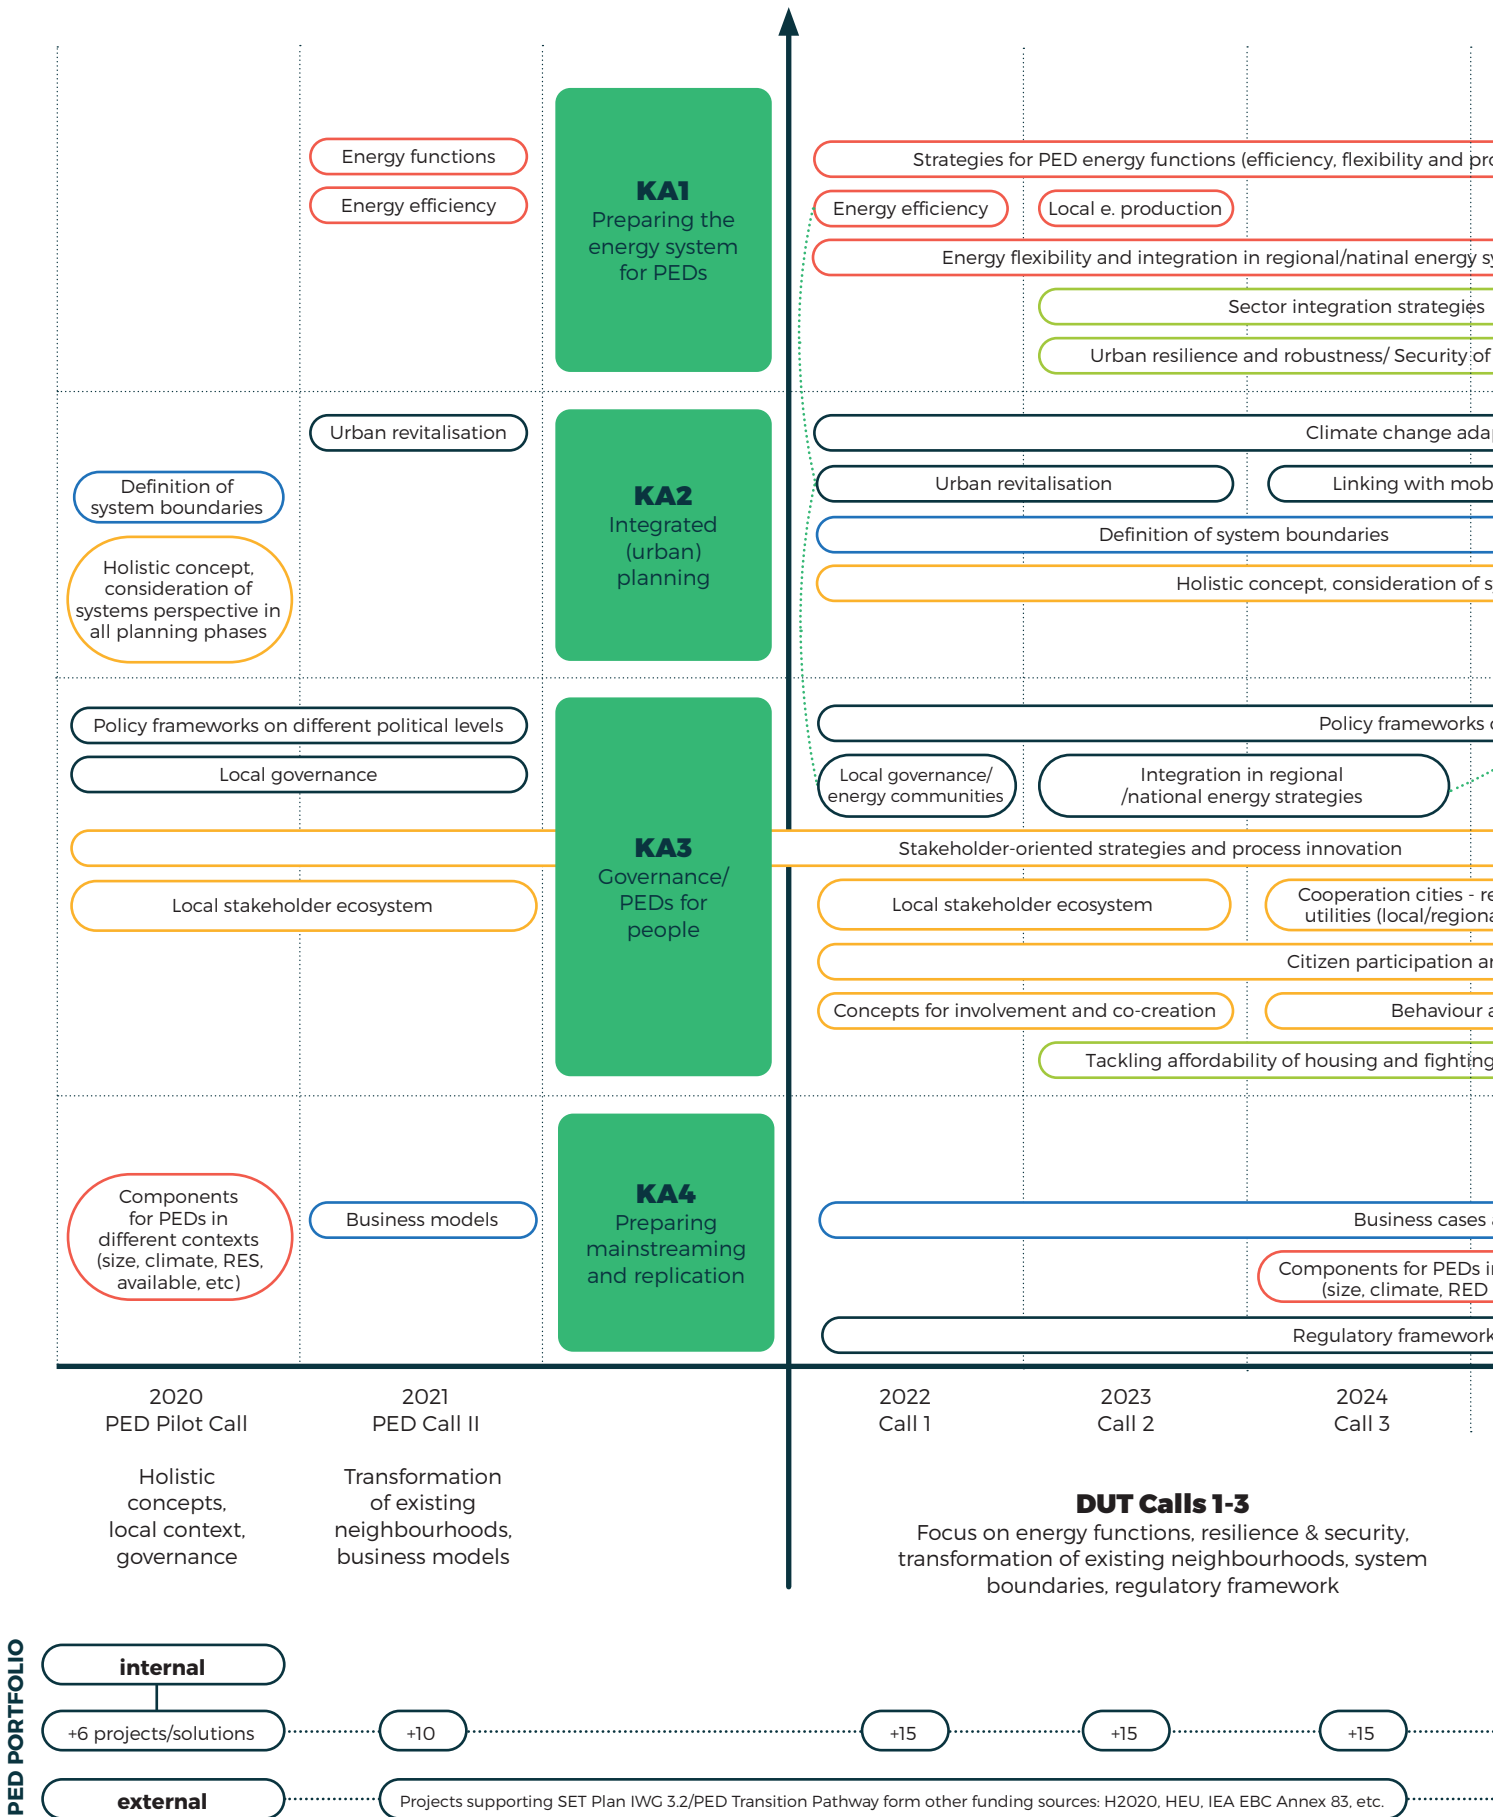 Energy functions
Energy efficiency
KA1
Preparing the
energy system
for PEDs
Strategies for PED energy functions (efficiency, flexibility and pro
Energy efficiency
Local e. production
Energy flexibility and integration in regional/natinal energy sy
Sector integration strategies
Urban resilience and robustness/ Security of
Urban revitalisation
Definition of
system boundaries
Holistic concept,
consideration of
systems perspective in
all planning phases
KA2
Integrated
(urban)
planning
Climate change adap
Urban revitalisation
Linking with mob
Definition of system boundaries
Holistic concept, consideration of s
Policy frameworks on different political levels
Local governance
Local stakeholder ecosystem
KA3
Governance/
PEDs for
people
Policy frameworks o
Local governance/
energy communities
Integration in regional
/national energy strategies
Stakeholder-oriented strategies and process innovation
Local stakeholder ecosystem
Cooperation cities - re
utilities (local/regiona
Citizen participation an
Concepts for involvement and co-creation
Behaviour a
Tackling affordability of housing and fighting
Components
for PEDs in
different contexts
(size, climate, RES,
available, etc)
Business models
KA4
Preparing
mainstreaming
and replication
Business cases a
Components for PEDs in
(size, climate, RED
Regulatory framework
2020
PED Pilot Call
Holistic
concepts,
local context,
governance
2021
PED Call II
Transformation
of existing
neighbourhoods,
business models
2022
Call 1
2023
Call 2
2024
Call 3
DUT Calls 1-3
Focus on energy functions, resilience & security,
transformation of existing neighbourhoods, system
boundaries, regulatory framework
PED PORTFOLIO
internal
+6 projects/solutions
+10
+15
+15
+15
external
Projects supporting SET Plan IWG 3.2/PED Transition Pathway form other funding sources: H2020, HEU, IEA EBC Annex 83, etc.